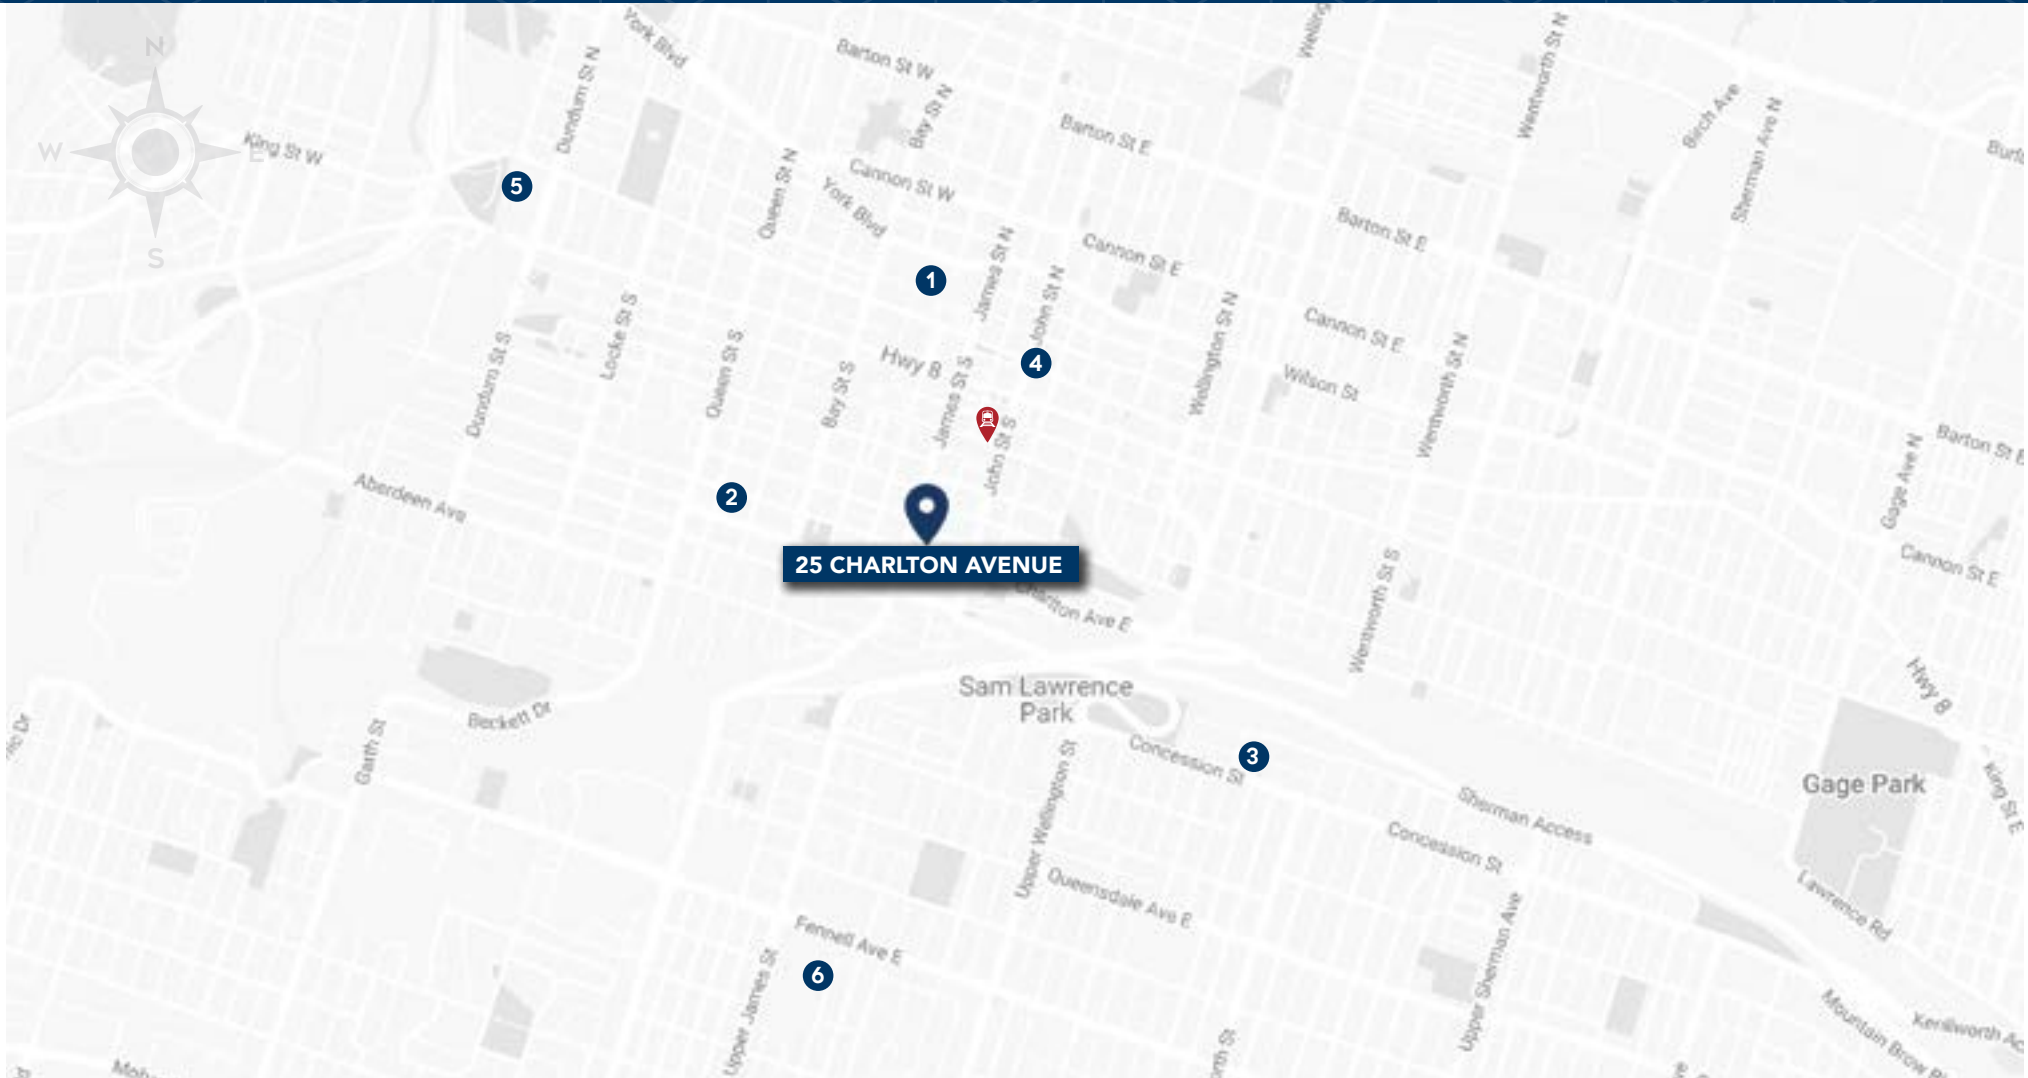 York Blvd
Barton St W
Dundurn St N
Bay St N
Wentworth St N
Birch Ave
Sherman Ave N
N
W
E
S
King St W
Barton St E
5
Queen St N
Cannon St W
York Blvd
Barton St E
1
James St N
Cannon St E
John St N
Locke St S
Dundurn St S
Queen St S
Bay St S
Hwy 8
James St S
4
Wellington St N
Cannon St E
Wilson St
Wentworth St N
John St S
Gage Ave N
Barton St E
Aberdeen Ave
2
25 CHARLTON AVENUE
Charlton Ave E
Wentworth St S
Cannon St E
Sam Lawrence
Park
Hwy 8
Beckett Dr
Garth St
Concession St
3
Upper Wellington St
Sherman Access
Concession St
Gage Park
King St E
Queensdale Ave E
Lawrence Rd
Fennell Ave E
6
Upper James St
Upper Sherman Ave
Mountain Brow